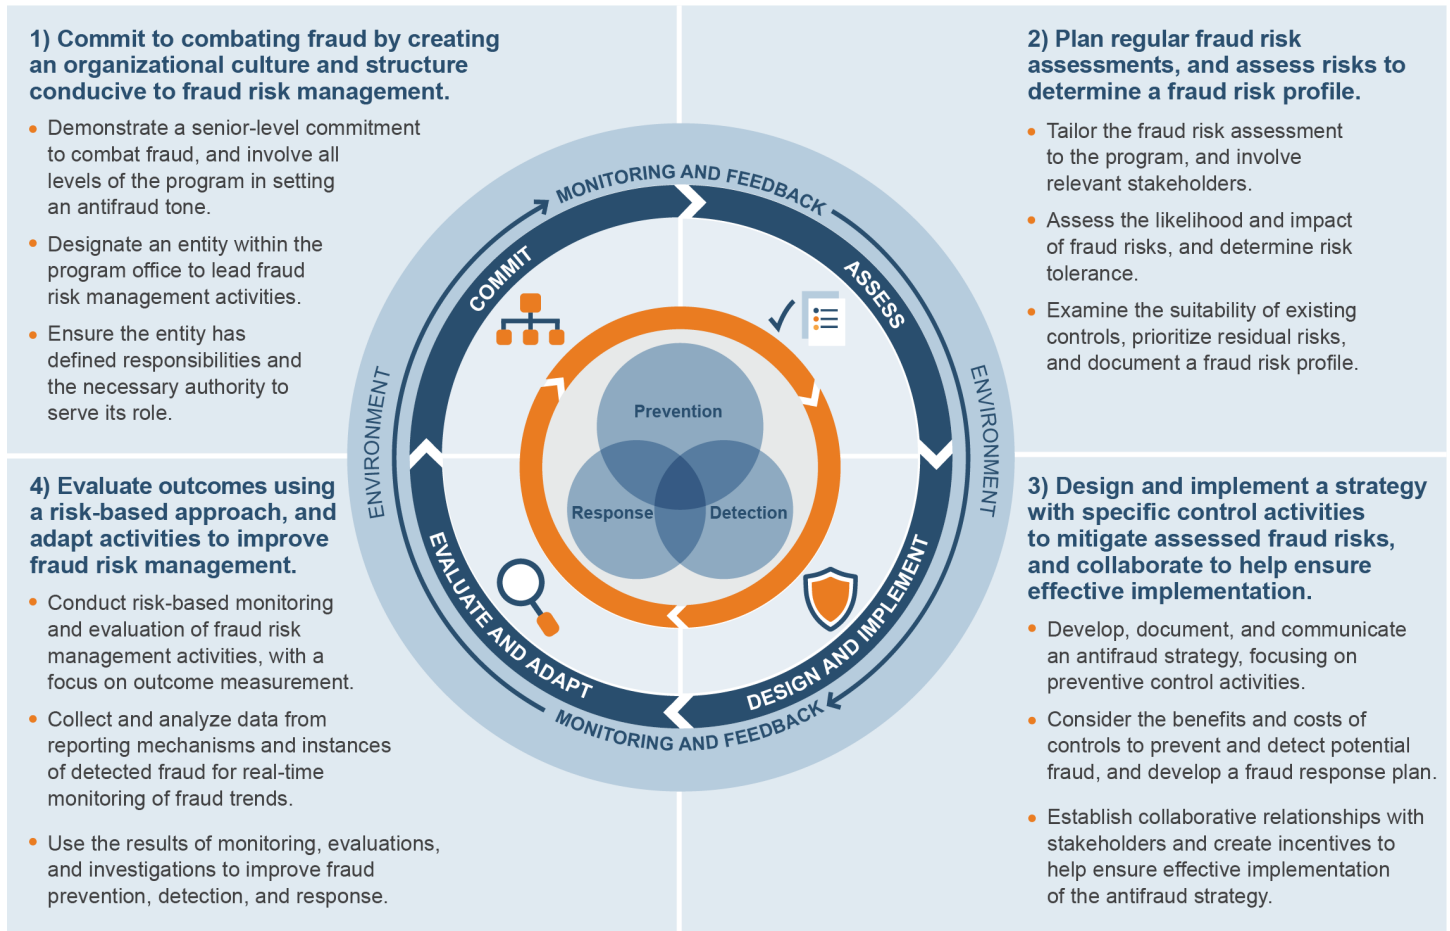 1) Commit to combating fraud by creating
an organizational culture and structure
conducive to fraud risk management.
• Demonstrate a senior-level commitment
to combat fraud, and involve all
levels of the program in setting
an antifraud tone.
• Designate an entity within the
program office to lead fraud
risk management activities.
• Ensure the entity has
defined responsibilities and
the necessary authority to
serve its role.
2) Plan regular fraud risk
assessments, and assess risks to
determine a fraud risk profile.
• Tailor the fraud risk assessment
to the program, and involve
relevant stakeholders.
• Assess the likelihood and impact
of fraud risks, and determine risk
tolerance.
• Examine the suitability of existing
controls, prioritize residual risks,
and document a fraud risk profile.
MONITORING AND FEEDBACK
COMMIT
ASSESS
ENVIRONMENT
ENVIRONMENT
Prevention
Response
Detection
EVALUATE AND ADAPT
DESIGN AND IMPLEMENT
MONITORING AND FEEDBACK
4) Evaluate outcomes using
a risk-based approach, and
adapt activities to improve
fraud risk management.
• Conduct risk-based monitoring
and evaluation of fraud risk
management activities, with a
focus on outcome measurement.
• Collect and analyze data from
reporting mechanisms and instances
of detected fraud for real-time
monitoring of fraud trends.
• Use the results of monitoring, evaluations,
and investigations to improve fraud
prevention, detection, and response.
3) Design and implement a strategy
with specific control activities
to mitigate assessed fraud risks,
and collaborate to help ensure
effective implementation.
• Develop, document, and communicate
an antifraud strategy, focusing on
preventive control activities.
• Consider the benefits and costs of
controls to prevent and detect potential
fraud, and develop a fraud response plan.
• Establish collaborative relationships with
stakeholders and create incentives to
help ensure effective implementation
of the antifraud strategy.